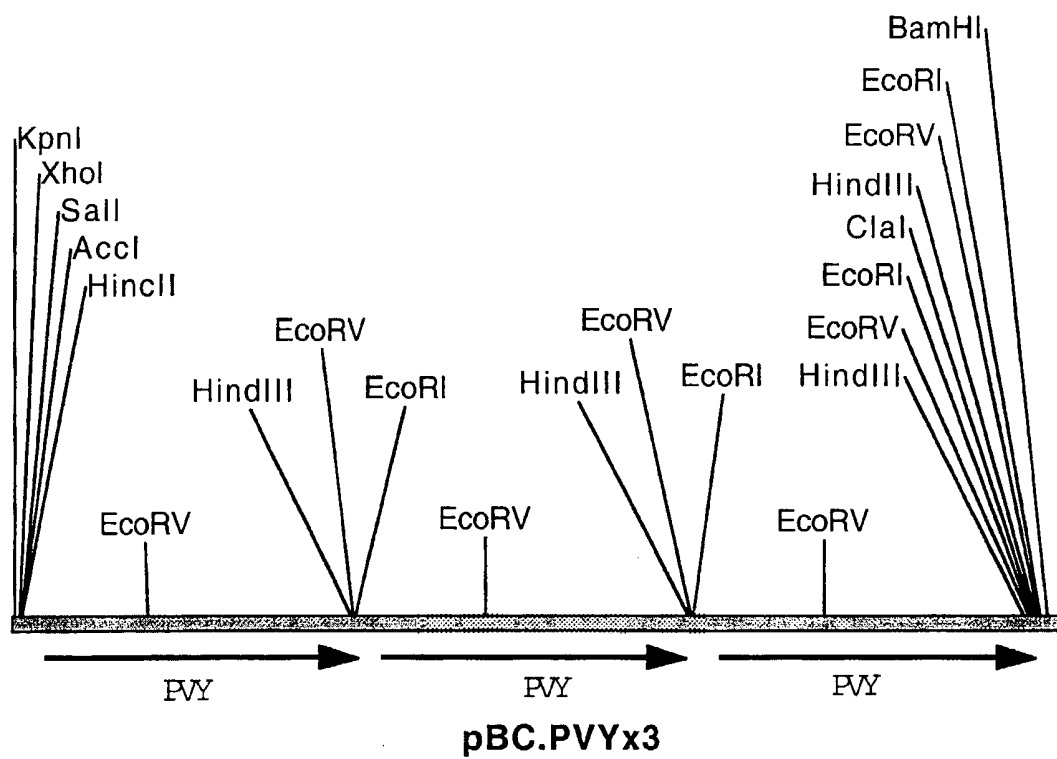 BamHI
EcoRI
KpnI
EcoRV
XhoI
HindIII
SalI
ClaI
AccI
EcoRI
HincII
EcoRV
EcoRV
EcoRV
HindIII
HindIII
EcoRI
HindIII
EcoRI
EcoRV
EcoRV
EcoRV
PVY
PVY
PVY
pBC.PVYx3